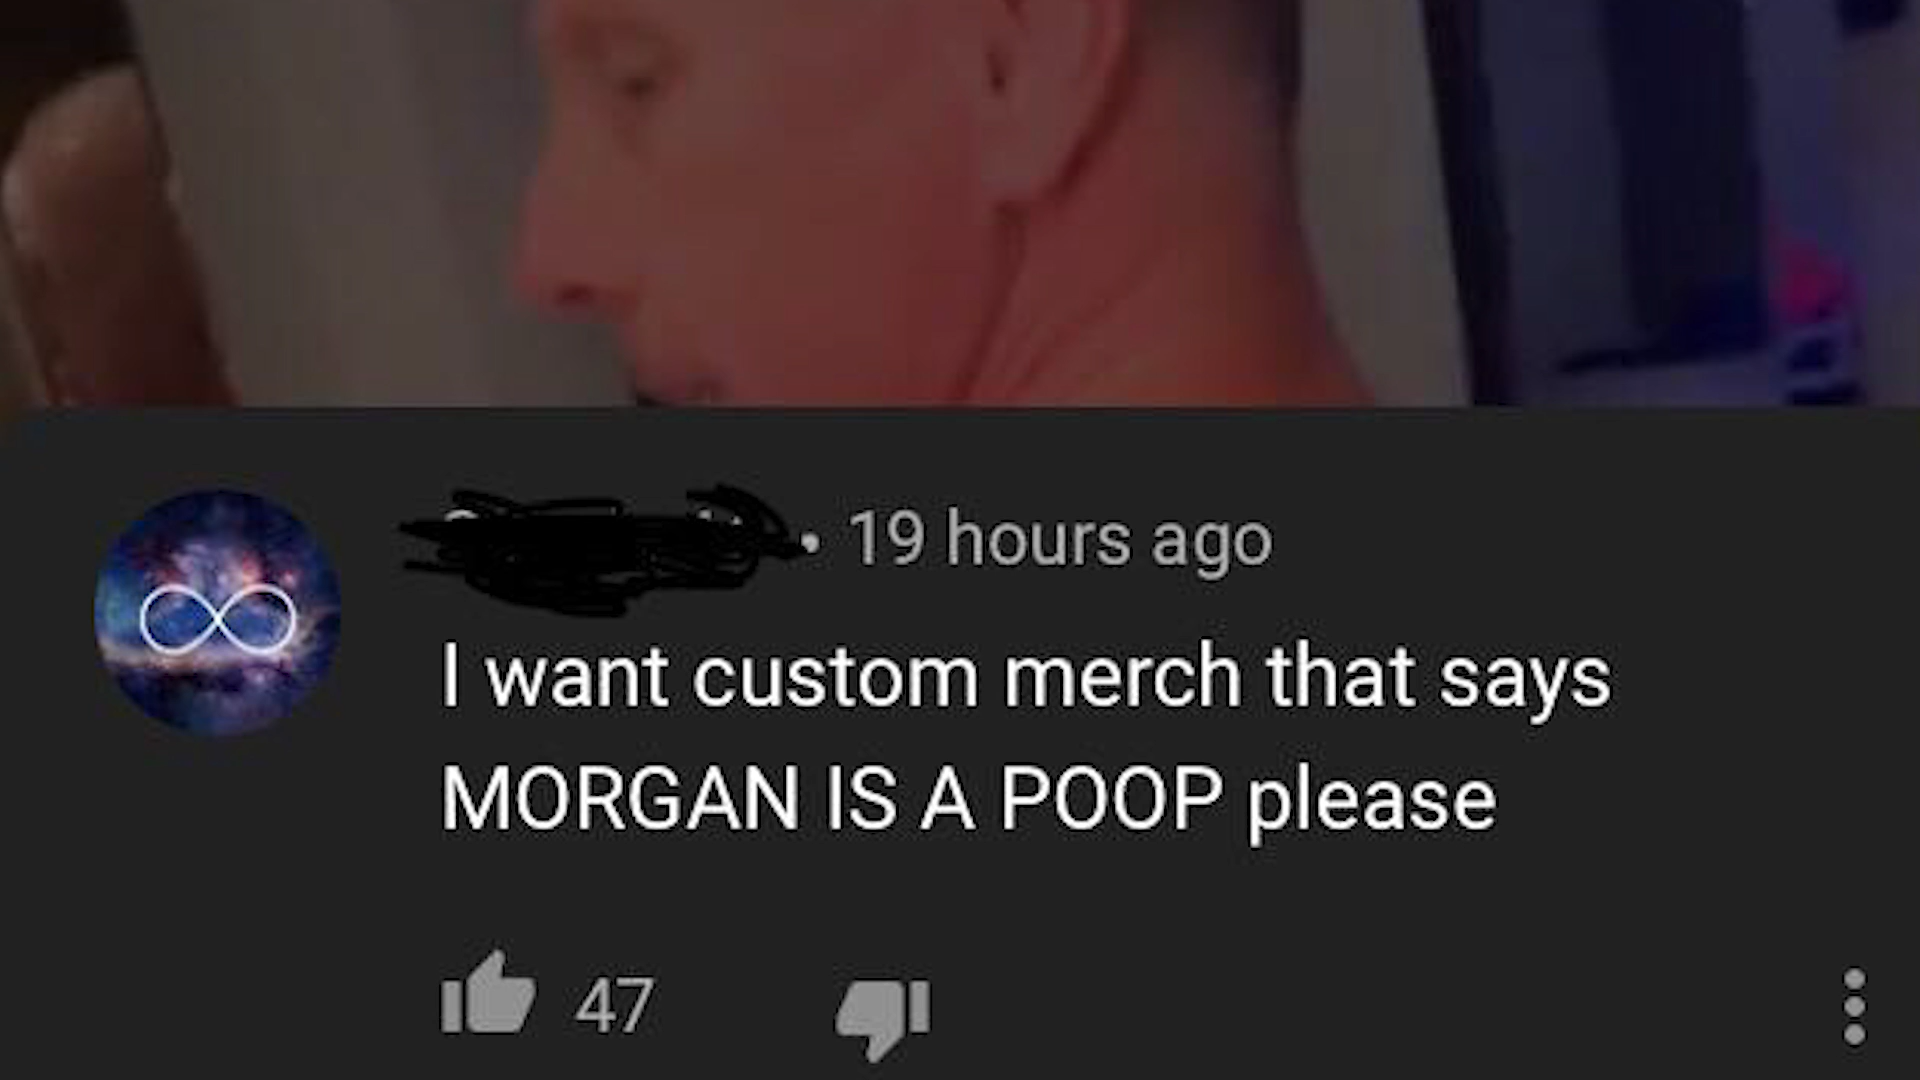 • 19 hours ago
I want custom merch that says
MORGAN IS A POOP please
47